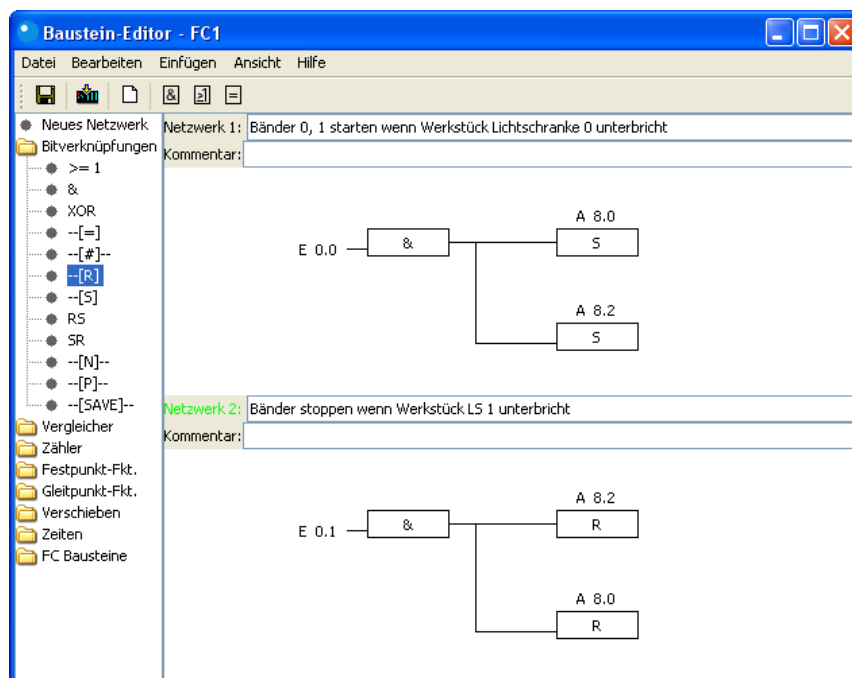 Baustein-Editor - FC1
Datei Bearbeiten Einfügen Ansicht Hilfe
& ≥1 =
Neues Netzwerk
Bitverknüpfungen
>= 1
&
XOR
--[=]
--[#]--
--[R]
--[S]
RS
SR
--[N]--
--[P]--
--[SAVE]--
Vergleicher
Zähler
Festpunkt-Fkt.
Gleitpunkt-Fkt.
Verschieben
Zeiten
FC Bausteine
Netzwerk 1: Bänder 0, 1 starten wenn Werkstück Lichtschranke 0 unterbricht
Kommentar:
A 8.0
E 0.0 & S
A 8.2
S
Netzwerk 2: Bänder stoppen wenn Werkstück LS 1 unterbricht
Kommentar:
A 8.2
E 0.1 & R
A 8.0
R